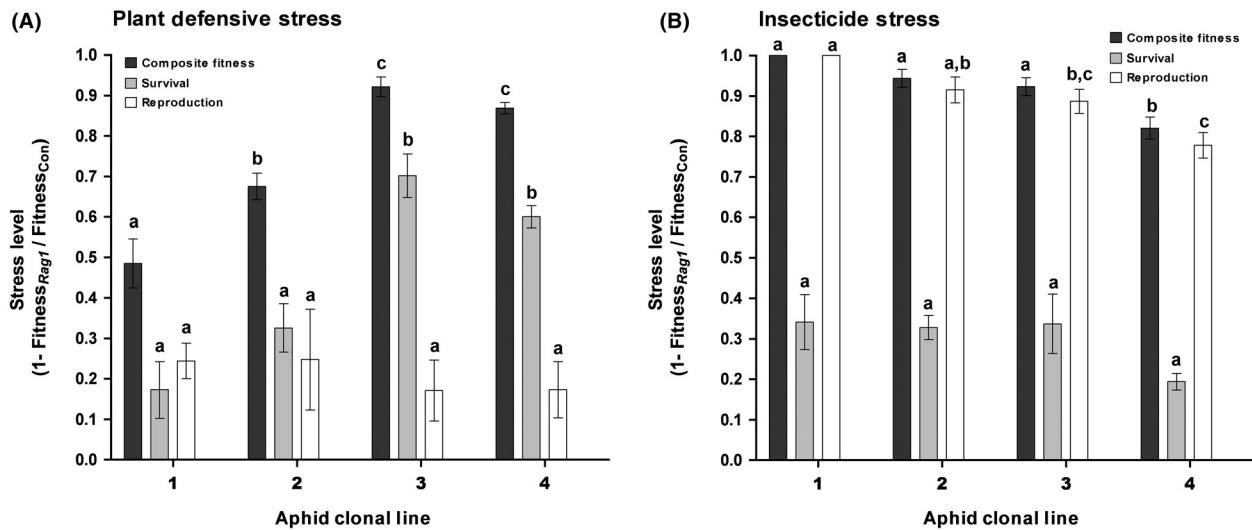 (A) Plant defensive stress
Composite fitness
Survival
Reproduction
Stress level
(1- Fitness_Rag1 / Fitness_Con)
1.0
0.9
0.8
0.7
0.6
0.5
0.4
0.3
0.2
0.1
0.0
a
a
a
b
a
a
c
b
a
c
b
a
1 2 3 4
Aphid clonal line
(B) Insecticide stress
Composite fitness
Survival
Reproduction
Stress level
(1- Fitness_Rag1 / Fitness_Con)
1.0
0.9
0.8
0.7
0.6
0.5
0.4
0.3
0.2
0.1
0.0
a
a
a
a
a
a,b
a
a
b,c
b
a
c
1 2 3 4
Aphid clonal line